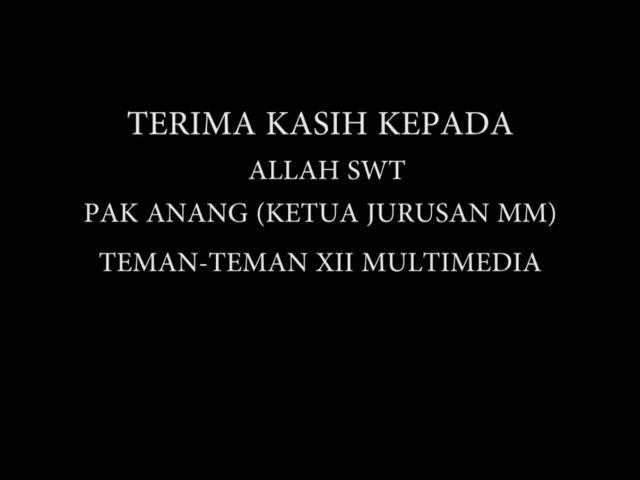 TERIMA KASIH KEPADA
ALLAH SWT
PAK ANANG (KETUA JURUSAN MM)
TEMAN-TEMAN XII MULTIMEDIA